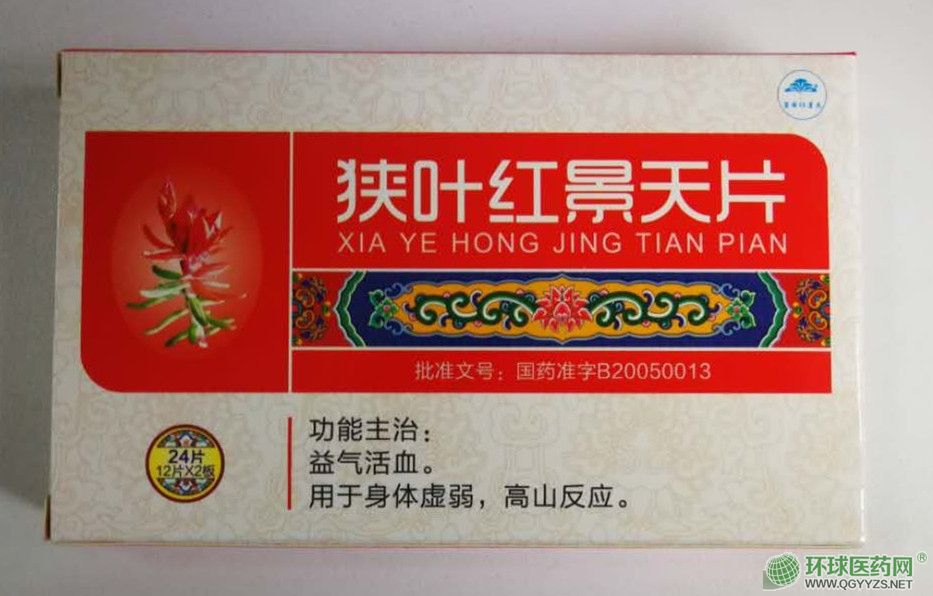 狭叶红景天片
XIA YE HONG JING TIAN PIAN
批准文号：国药准字B20050013
24片
12片X2板
功能主治：
益气活血。
用于身体虚弱，高山反应。
环球医药网®
WWW.QGYYZS.NET